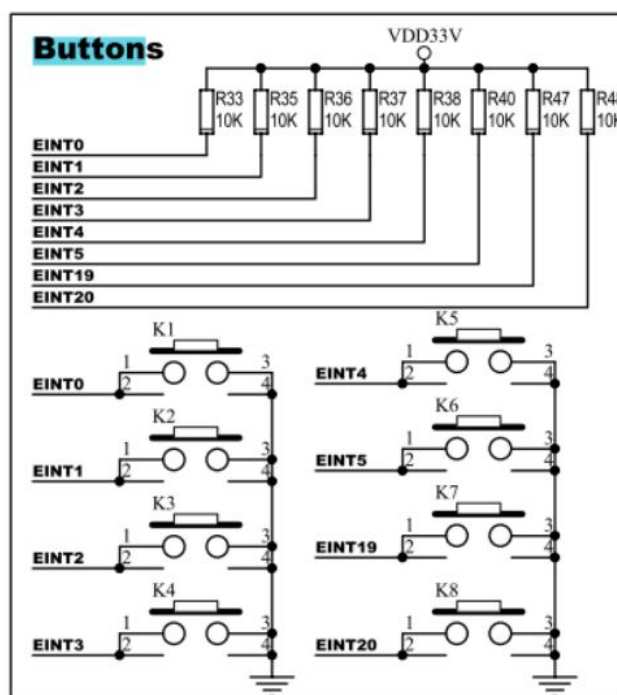 Buttons
VDD33V
R33 R35 R36 R37 R38 R40 R47
10K 10K 10K 10K 10K 10K 10K 10K
EINT0
EINT1
EINT2
EINT3
EINT4
EINT5
EINT19
EINT20
K1
1 3
EINT0 2 4
K2
1 3
EINT1 2 4
K3
1 3
EINT2 2 4
K4
1 3
EINT3 2 4
K5
1 3
EINT4 2 4
K6
1 3
EINT5 2 4
K7
1 3
EINT19 2 4
K8
1 3
EINT20 2 4